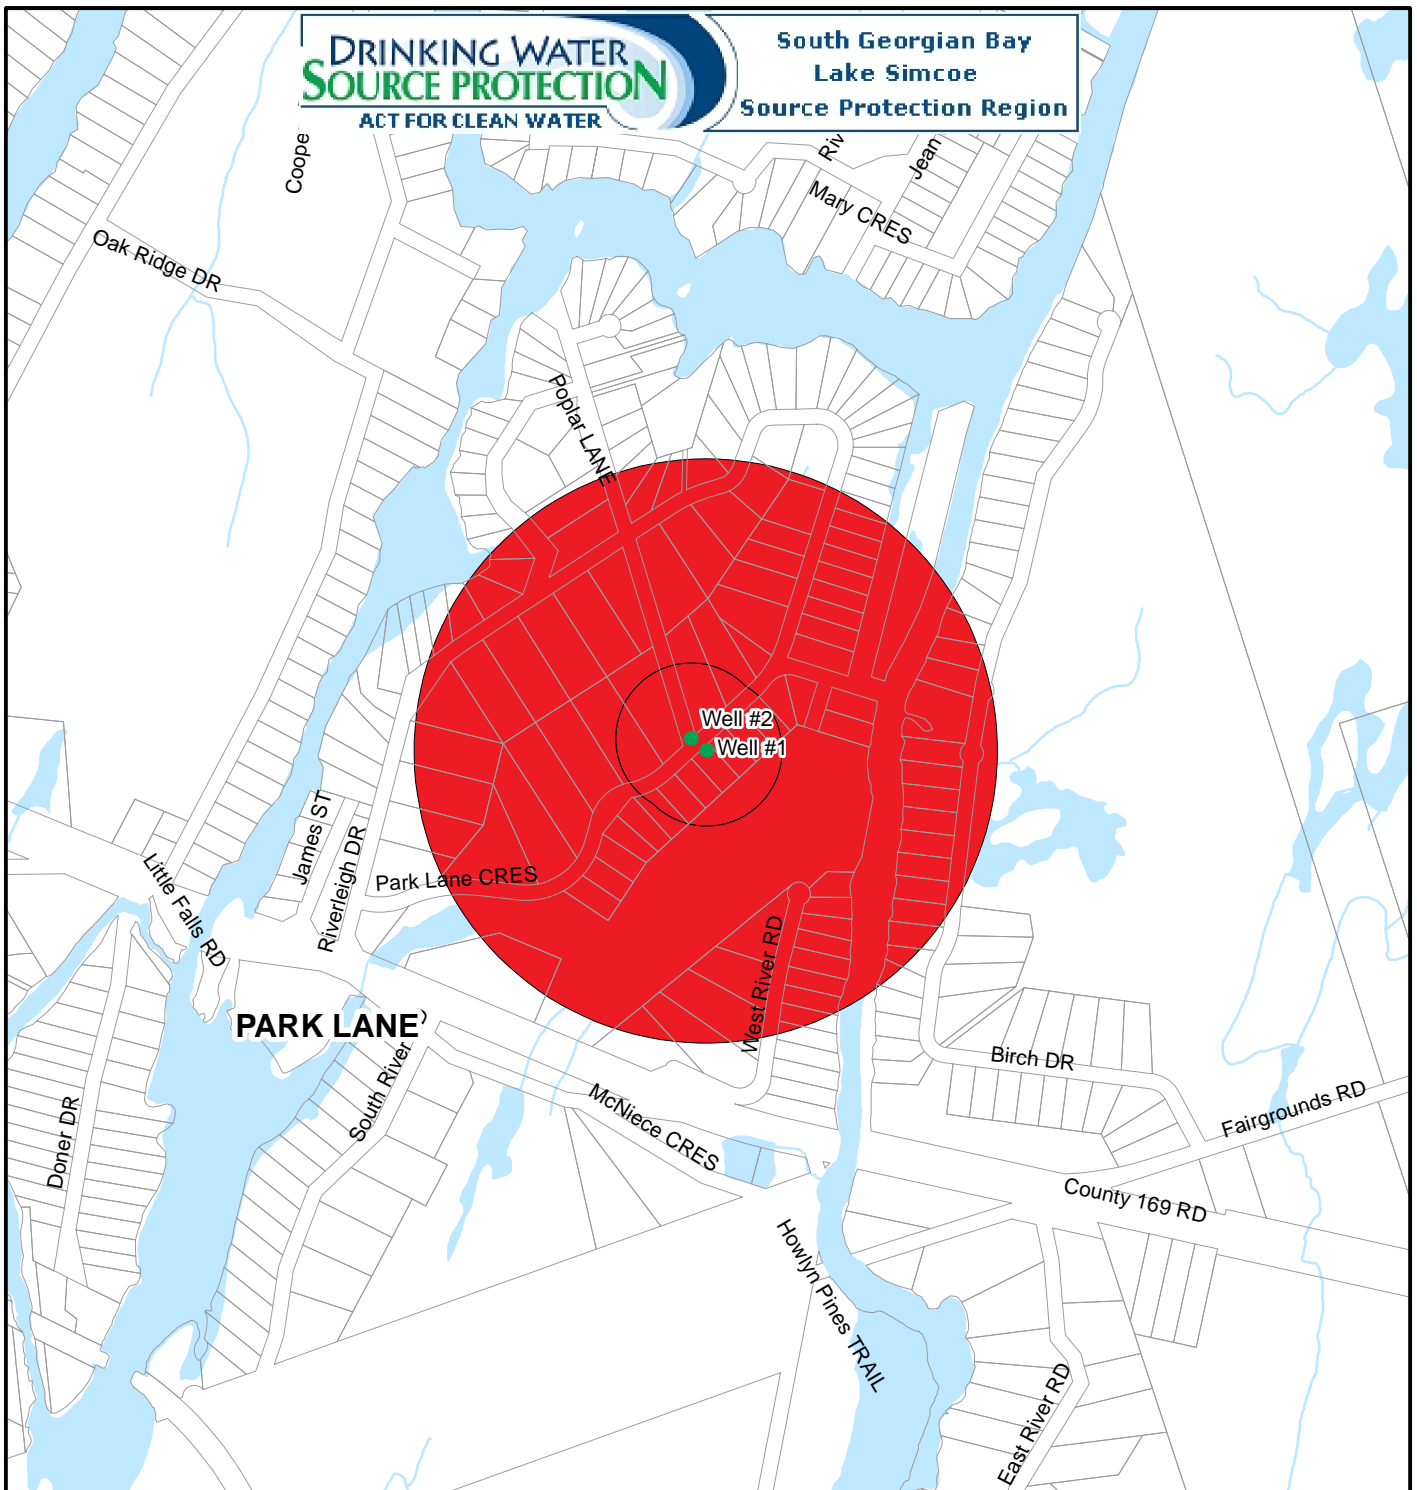 DRINKING WATER
SOURCE PROTECTION
ACT FOR CLEAN WATER
South Georgian Bay
Lake Simcoe
Source Protection Region
Coope
Riv
Jean
Mary CRES
Oak Ridge DR
Poplar LANE
Well #2
Well #1
James ST
Riverleigh DR
Park Lane CRES
Little Falls RD
West River RD
PARK LANE
South River
Birch DR
McNiece CRES
Doner DR
Fairgrounds RD
County 169 RD
Howlyn Pines TRAIL
East River RD